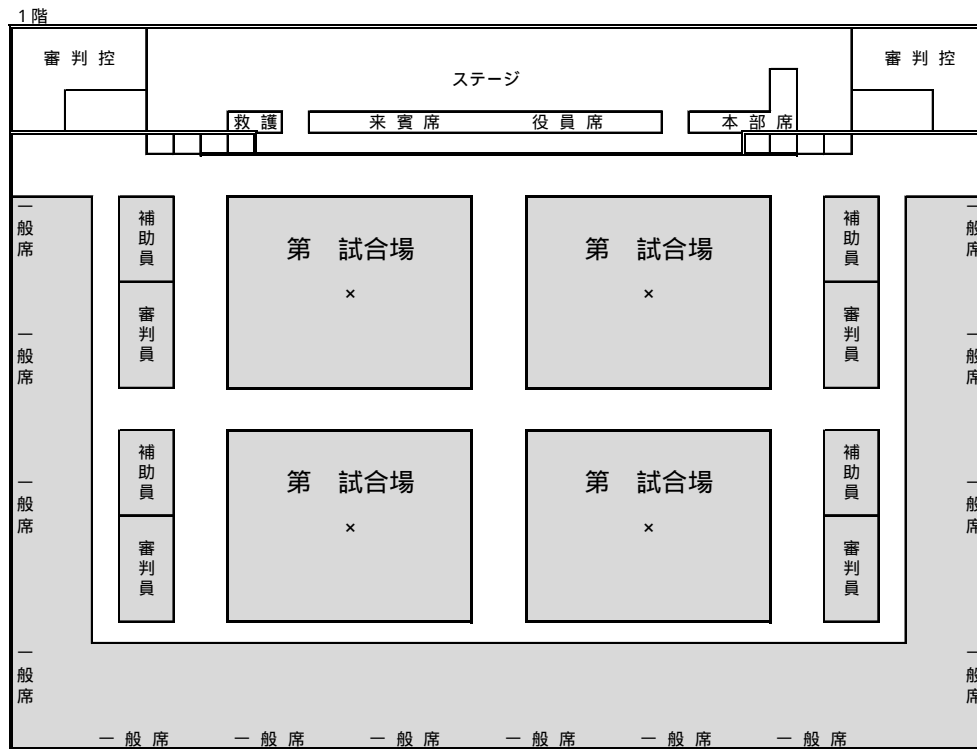 1階
審判控
審判控
ステージ
救護
来賓席 役員席
本部席
一般席
補助員
第 試合場
第 試合場
補助員
一般席
×
×
審判員
審判員
一般席
一般席
補助員
第 試合場
第 試合場
補助員
一般席
一般席
×
×
審判員
審判員
一般席
一般席
一般席 一般席 一般席 一般席 一般席 一般席